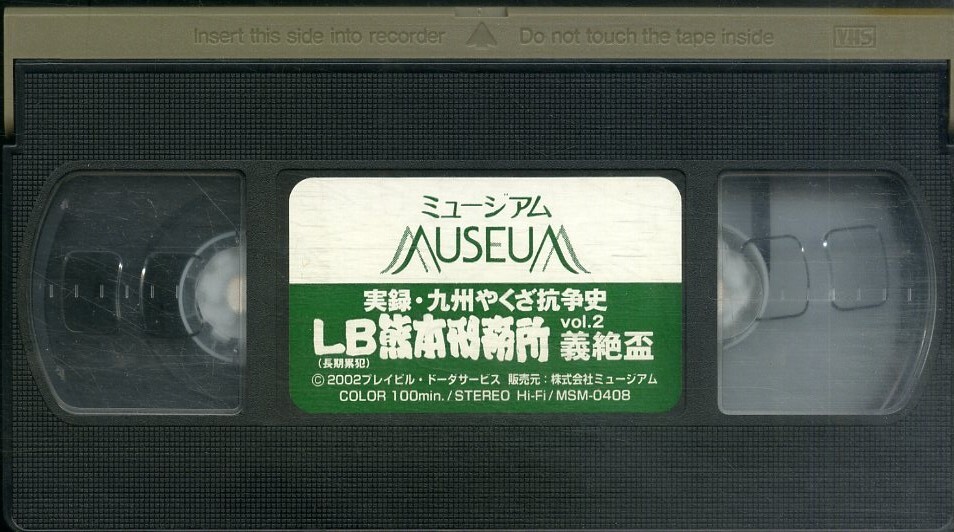 Insert this side into recorder Do not touch the tape inside VHS
ミュージアム
MUSEUM
実録・九州やくざ抗争史
LB熊本刑務所 vol.2
(長期累犯) 義絶盃
©2002プレイビル・ドーダサービス 販売元:株式会社ミュージアム
COLOR 100min./STEREO Hi-Fi/MSM-0408